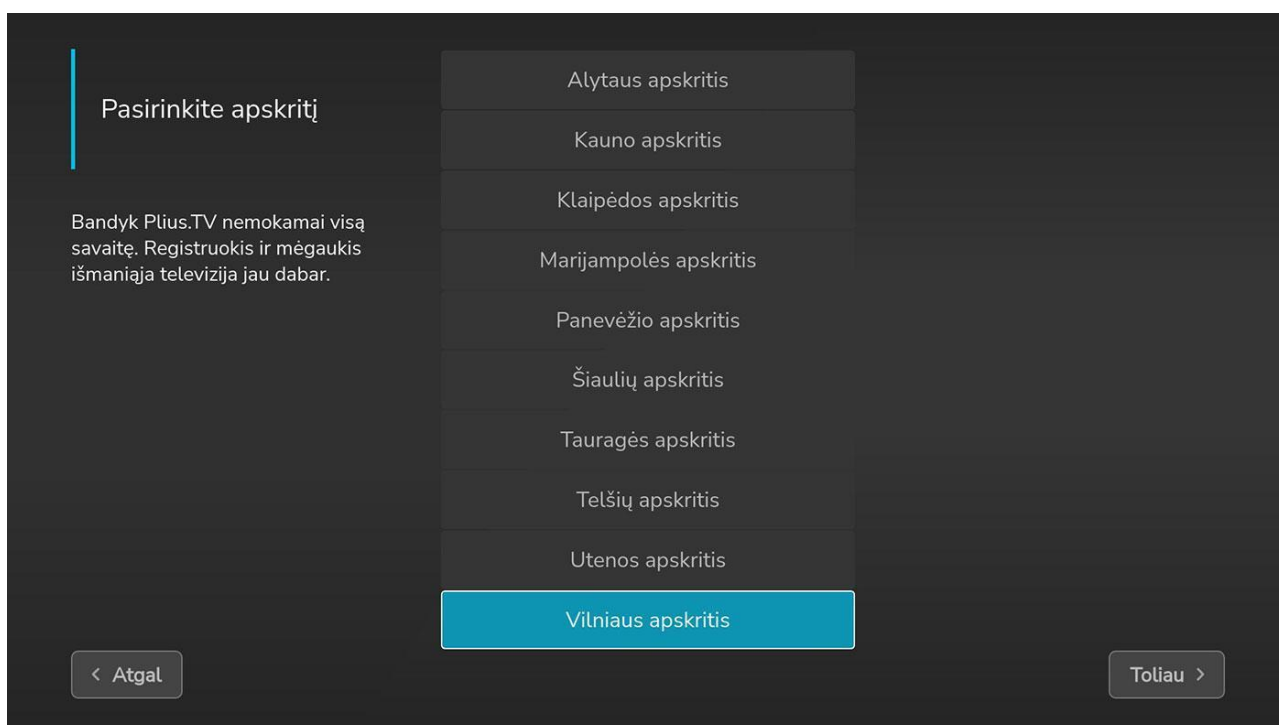 Pasirinkite apskritį
Bandyk Plius.TV nemokamai visą
savaitę. Registruokis ir mėgaukis
išmaniąja televizija jau dabar.
Alytaus apskritis
Kauno apskritis
Klaipėdos apskritis
Marijampolės apskritis
Panevėžio apskritis
Šiaulių apskritis
Tauragės apskritis
Telšių apskritis
Utenos apskritis
Vilniaus apskritis
< Atgal
Toliau >